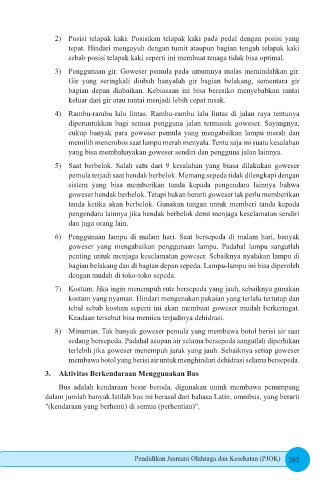 2) Posisi telapak kaki. Posisikan telapak kaki pada pedal dengan posisi yang
tepat. Hindari mengayuh dengan tumit ataupun bagian tengah telapak kaki
sebab posisi telapak kaki seperti ini membuat tenaga tidak bisa optimal.
3) Penggunaan gir. Goweser pemula pada umumnya malas memindahkan gir.
Gir yang seringkali diubah hanyalah gir bagian belakang, sementara gir
bagian depan diabaikan. Kebiasaan ini bisa beresiko menyebabkan rantai
keluar dari gir atau rantai menjadi lebih cepat rusak.
4) Rambu-rambu lalu lintas. Rambu-rambu lalu lintas di jalan raya tentunya
diperuntukkan bagi semua pengguna jalan termasuk goweser. Sayangnya,
cukup banyak para goweser pemula yang mengabaikan lampu merah dan
memilih menerobos saat lampu merah menyala. Tentu saja ini suatu kesalahan
yang bisa membahayakan goweser sendiri dan pengguna jalan lainnya.
5) Saat berbelok. Salah satu dari 9 kesalahan yang biasa dilakukan goweser
pemula terjadi saat hendak berbelok. Memang sepeda tidak dilengkapi dengan
sistem yang bisa memberikan tanda kepada pengendara lainnya bahwa
goweser hendak berbelok. Tetapi bukan berarti goweser tak perlu memberikan
tanda ketika akan berbelok. Gunakan tangan untuk memberi tanda kepada
pengendara lainnya jika hendak berbelok demi menjaga keselamatan sendiri
dan juga orang lain.
6) Penggunaan lampu di malam hari. Saat bersepeda di malam hari, banyak
goweser yang mengabaikan penggunaan lampu. Padahal lampu sangatlah
penting untuk menjaga keselamatan goweser. Sebaiknya nyalakan lampu di
bagian belakang dan di bagian depan sepeda. Lampu-lampu ini bisa diperoleh
dengan mudah di toko-toko sepeda.
7) Kostum. Jika ingin menempuh rute bersepeda yang jauh, sebaiknya gunakan
kostum yang nyaman. Hindari mengenakan pakaian yang terlalu tertutup dan
tebal sebab kostum seperti ini akan membuat goweser mudah berkeringat.
Keadaan tersebut bisa memicu terjadinya dehidrasi.
8) Minuman. Tak banyak goweser pemula yang membawa botol berisi air saat
sedang bersepeda. Padahal asupan air selama bersepeda sangatlah diperlukan
terlebih jika goweser menempuh jarak yang jauh. Sebaiknya setiap goweser
membawa botol yang berisi air untuk menghindari dehidrasi selama bersepeda.
3. Aktivitas Berkendaraan Menggunakan Bus
Bus adalah kendaraan besar beroda, digunakan untuk membawa penumpang
dalam jumlah banyak.Istilah bus ini berasal dari bahasa Latin, omnibus, yang berarti
"(kendaraan yang berhenti) di semua (perhentian)".
Pendidikan Jasmani Olahraga dan Kesehatan (PJOK) 285